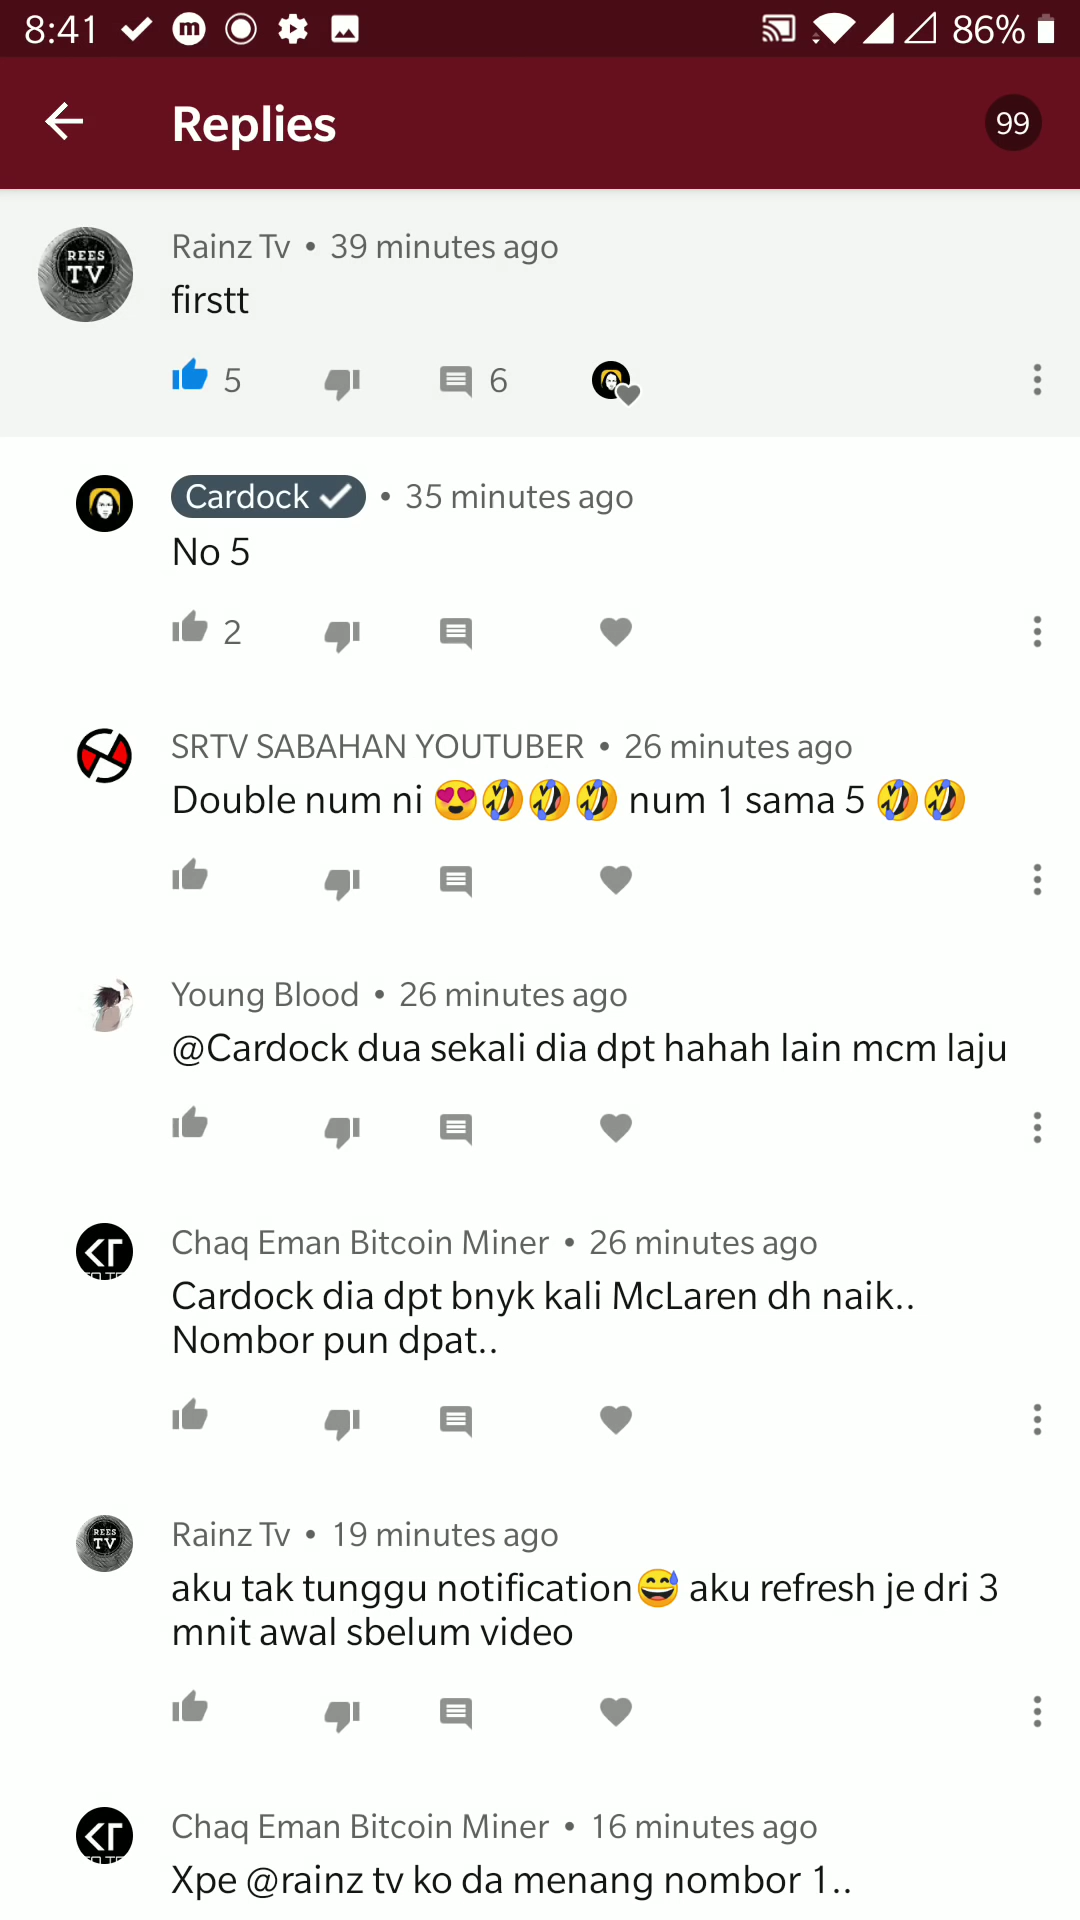 8:41
86%
Replies
99
REES
TV
Rainz Tv • 39 minutes ago
firstt
5
6
Cardock • 35 minutes ago
No 5
2
SRTV SABAHAN YOUTUBER • 26 minutes ago
Double num ni 😍🤣🤣🤣 num 1 sama 5 🤣🤣
Young Blood • 26 minutes ago
@Cardock dua sekali dia dpt hahah lain mcm laju
Chaq Eman Bitcoin Miner • 26 minutes ago
Cardock dia dpt bnyk kali McLaren dh naik..
Nombor pun dpat..
REES
TV
Rainz Tv • 19 minutes ago
aku tak tunggu notification😅 aku refresh je dri 3
mnit awal sbelum video
Chaq Eman Bitcoin Miner • 16 minutes ago
Xpe @rainz tv ko da menang nombor 1..